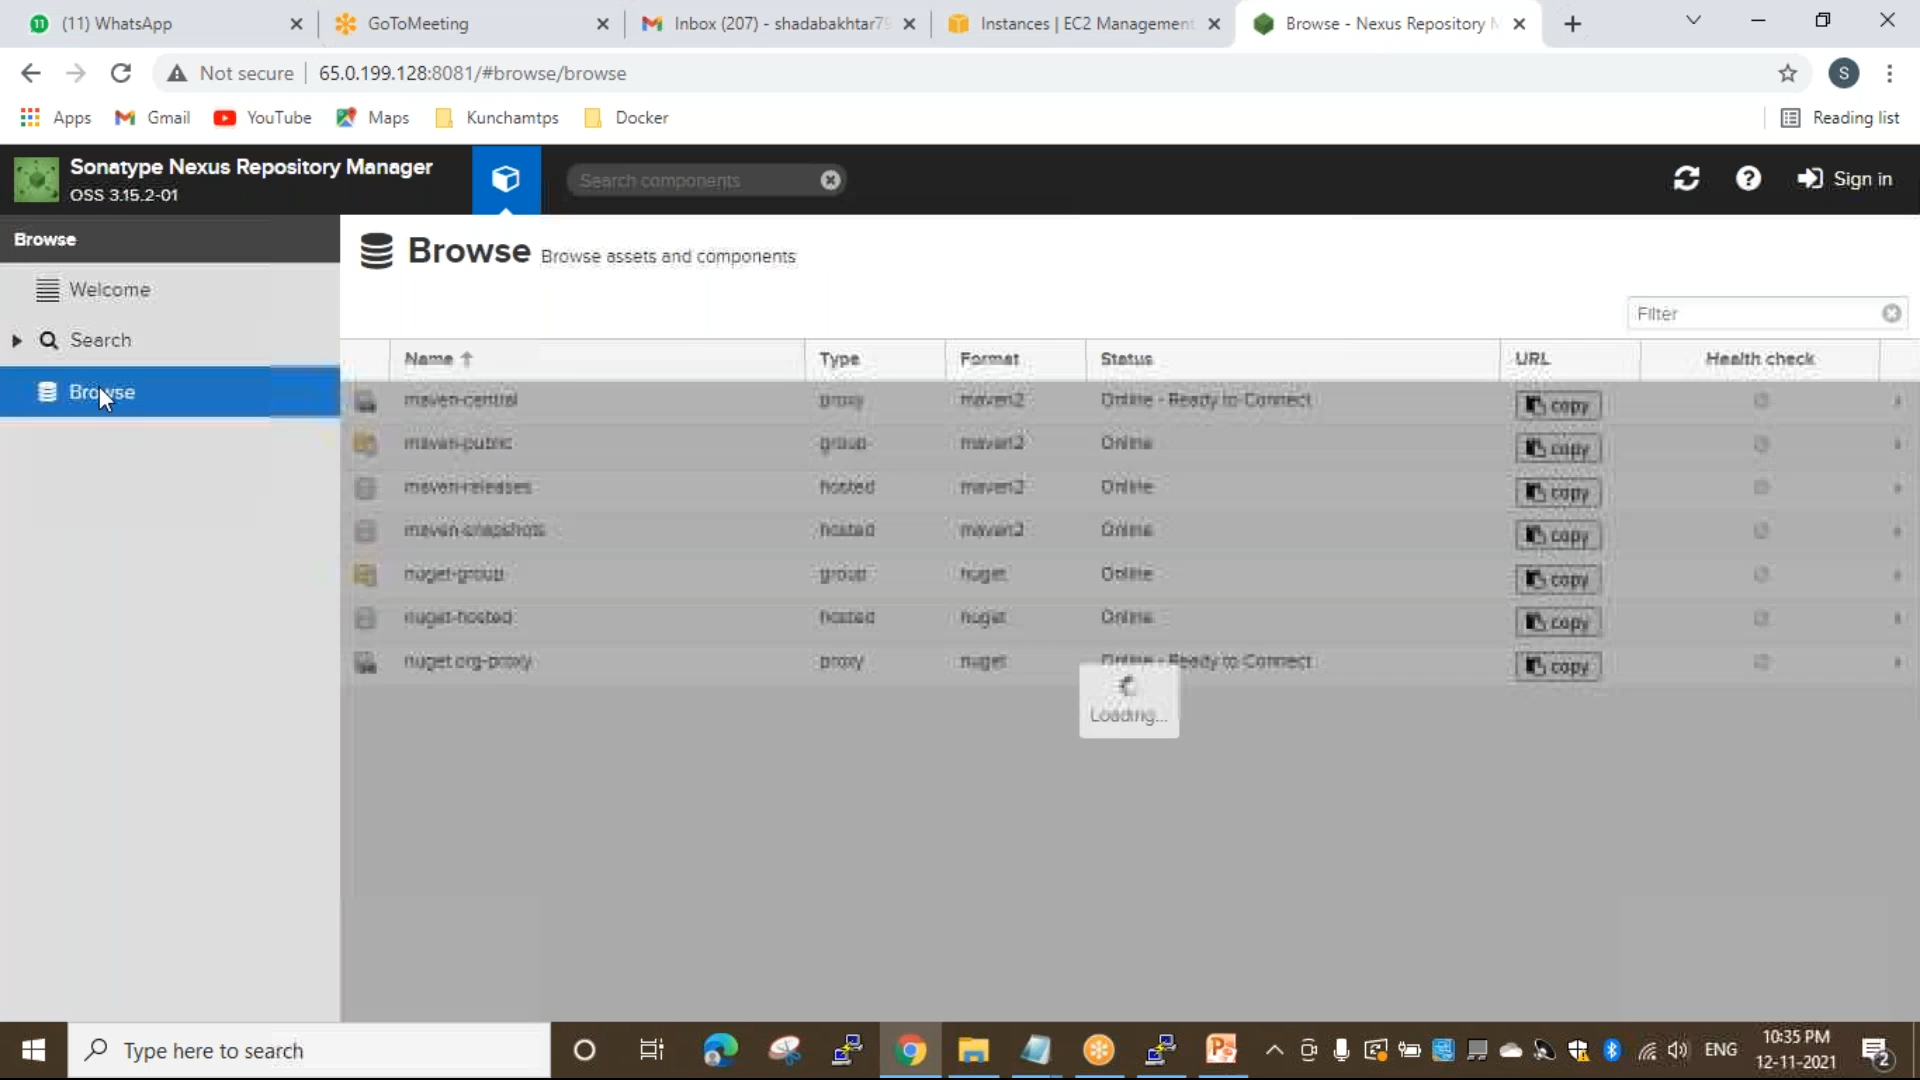 (11) WhatsApp
GoToMeeting
Inbox (207) - shadabakhtar79
Instances | EC2 Management
Browse - Nexus Repository M
Not secure
65.0.199.128:8081/#browse/browse
S
Apps
Gmail
YouTube
Maps
Kunchamtps
Docker
Reading list
Sonatype Nexus Repository Manager
OSS 3.15.2-01
Search components
Sign in
Browse
Welcome
Search
Browse
Browse Browse assets and components
Filter
Name Type Format Status URL Health check
maven-central proxy maven2 Online - Ready to Connect copy
maven-public group maven2 Online copy
maven-releases hosted maven2 Online copy
maven-snapshots hosted maven2 Online copy
nuget-group group nuget Online copy
nuget-hosted hosted nuget Online copy
nuget.org-proxy proxy nuget Online - Ready to Connect copy
Loading...
Type here to search
ENG
10:35 PM
12-11-2021
2